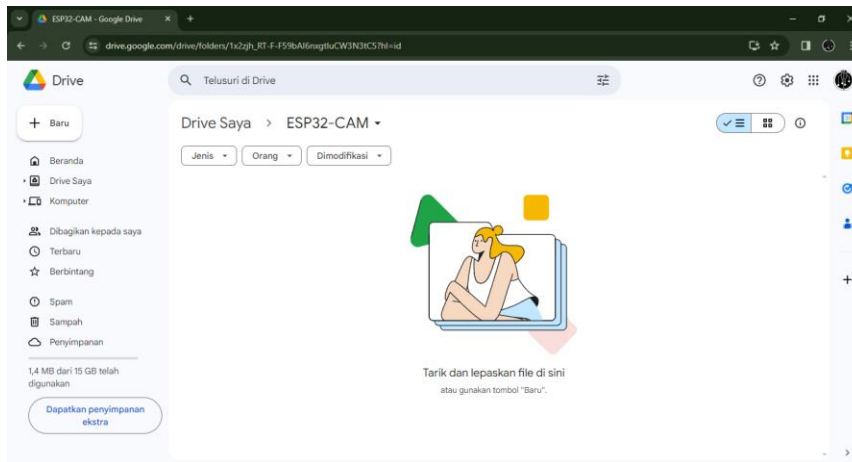 ESP32-CAM - Google Drive
drive.google.com/drive/folders/1x2zjh_RT-F-F59bAl6nxgtluCW3N3tC5?hl=id
Drive
Telusuri di Drive
Baru
Drive Saya > ESP32-CAM
Jenis
Orang
Dimodifikasi
Beranda
Drive Saya
Komputer
Dibagikan kepada saya
Terbaru
Berbintang
Spam
Sampah
Penyimpanan
1,4 MB dari 15 GB telah
digunakan
Dapatkan penyimpanan
ekstra
Tarik dan lepaskan file di sini
atau gunakan tombol "Baru".